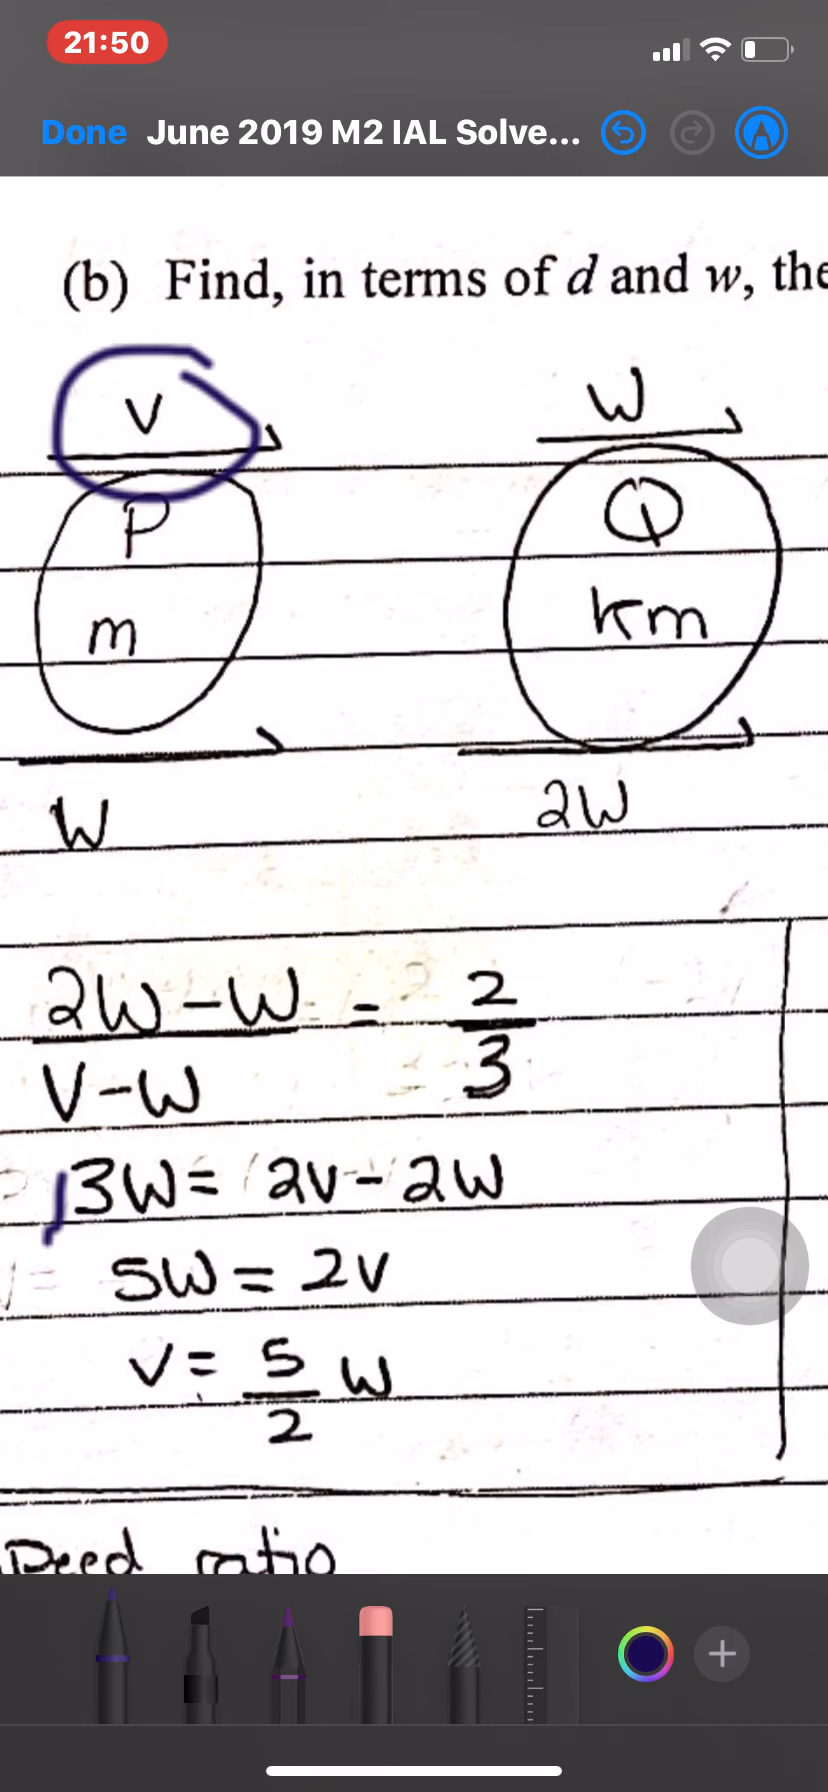 21:50
Done June 2019 M2 IAL Solve...
(b) Find, in terms of d and w, the
V
W
P
Q
m
km
W
2W
2W - W = 2
V - W 3
3W = 2V - 2W
5W = 2V
V = 5 W
2
ratio